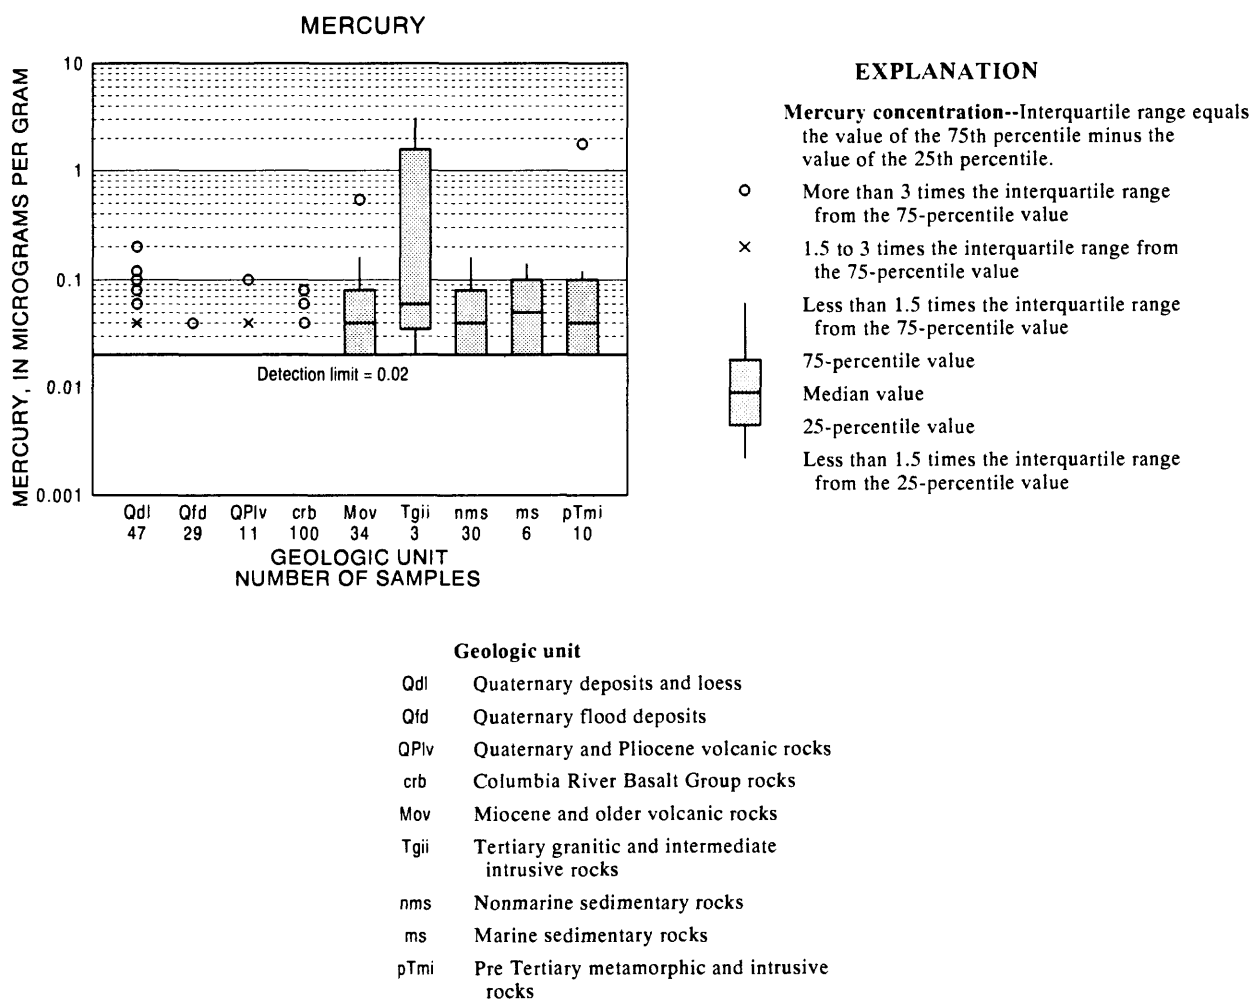 MERCURY
MERCURY, IN MICROGRAMS PER GRAM
10
1
0.1
0.01
0.001
Detection limit = 0.02
Qdl Qfd QPlv crb Mov Tgii nms ms pTmi
47 29 11 100 34 3 30 6 10
GEOLOGIC UNIT
NUMBER OF SAMPLES
EXPLANATION
Mercury concentration--Interquartile range equals
the value of the 75th percentile minus the
value of the 25th percentile.
More than 3 times the interquartile range
from the 75-percentile value
1.5 to 3 times the interquartile range from
the 75-percentile value
Less than 1.5 times the interquartile range
from the 75-percentile value
75-percentile value
Median value
25-percentile value
Less than 1.5 times the interquartile range
from the 25-percentile value
Geologic unit
Qdl Quaternary deposits and loess
Qfd Quaternary flood deposits
QPlv Quaternary and Pliocene volcanic rocks
crb Columbia River Basalt Group rocks
Mov Miocene and older volcanic rocks
Tgii Tertiary granitic and intermediate
intrusive rocks
nms Nonmarine sedimentary rocks
ms Marine sedimentary rocks
pTmi Pre Tertiary metamorphic and intrusive
rocks